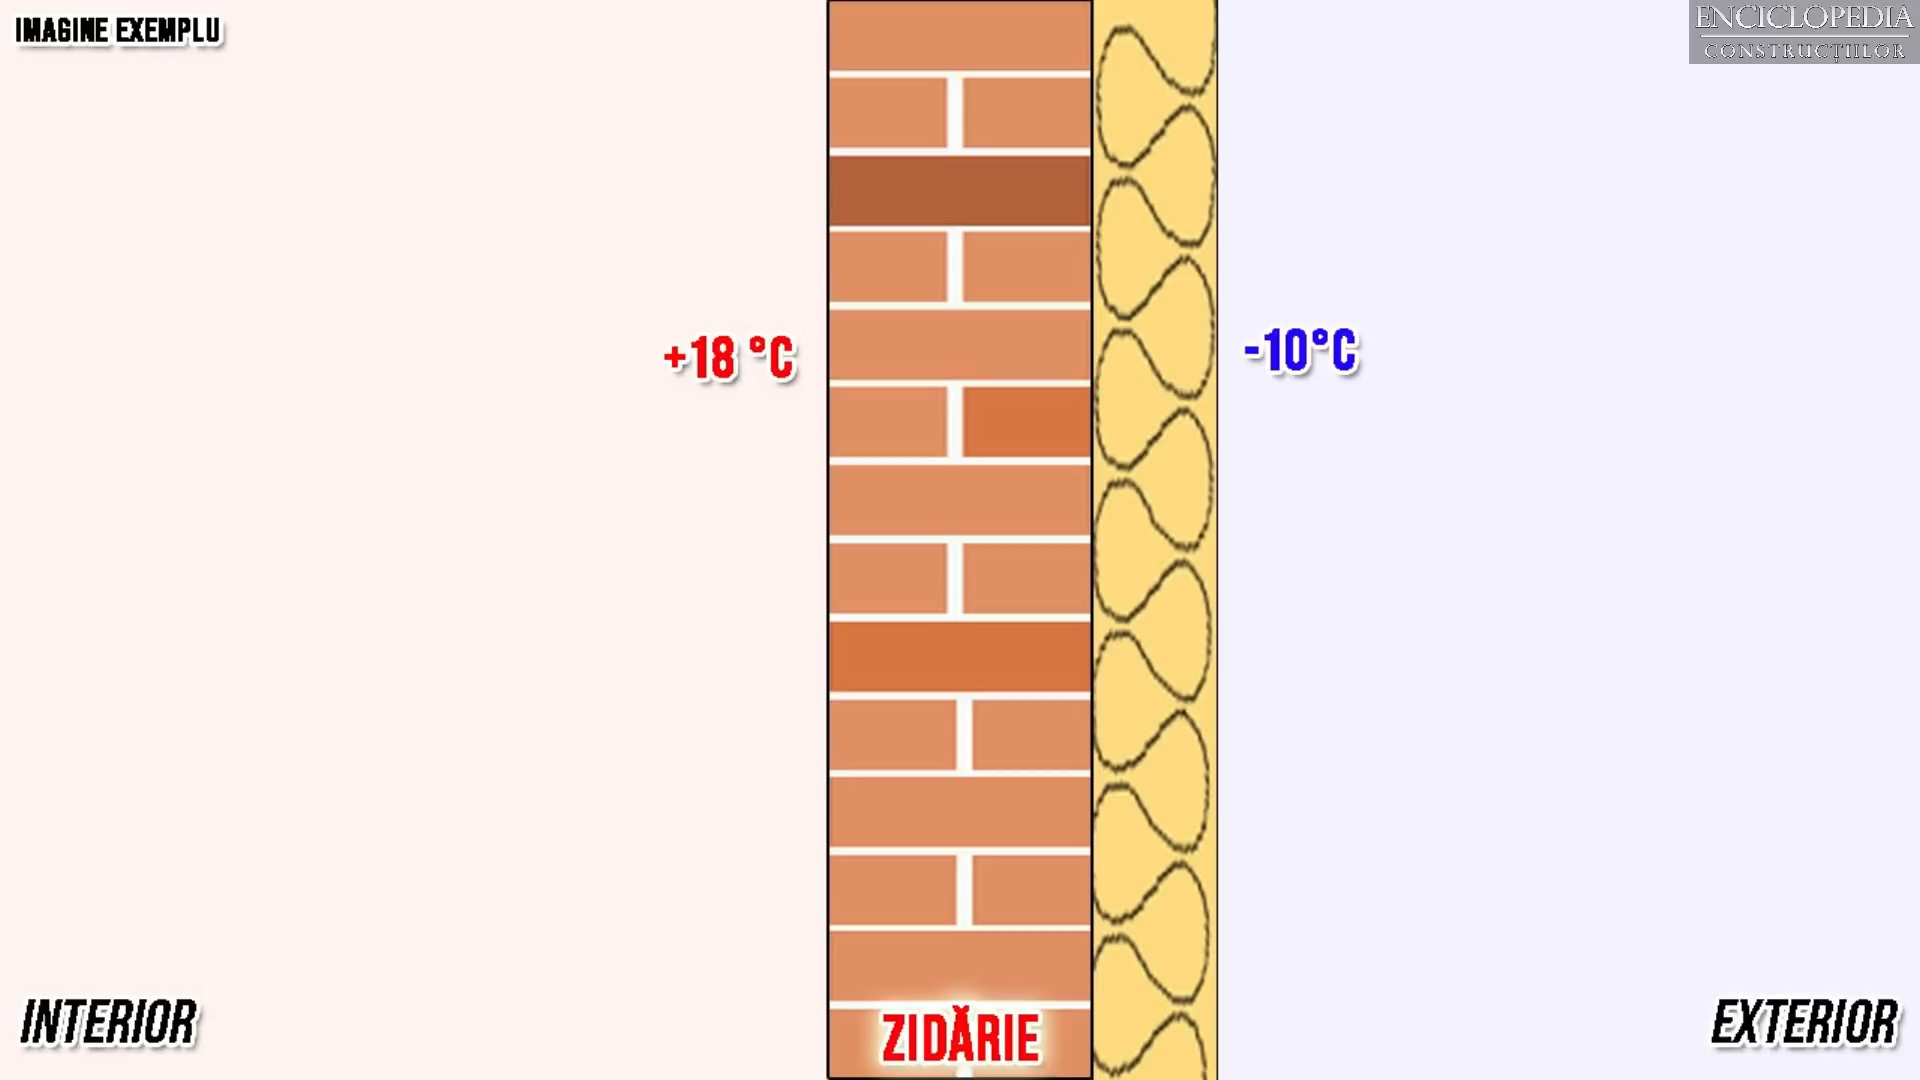 IMAGINE EXEMPLU
ENCICLOPEDIA
CONSTRUCȚIILOR
+18 °C
-10°C
INTERIOR
ZIDĂRIE
EXTERIOR